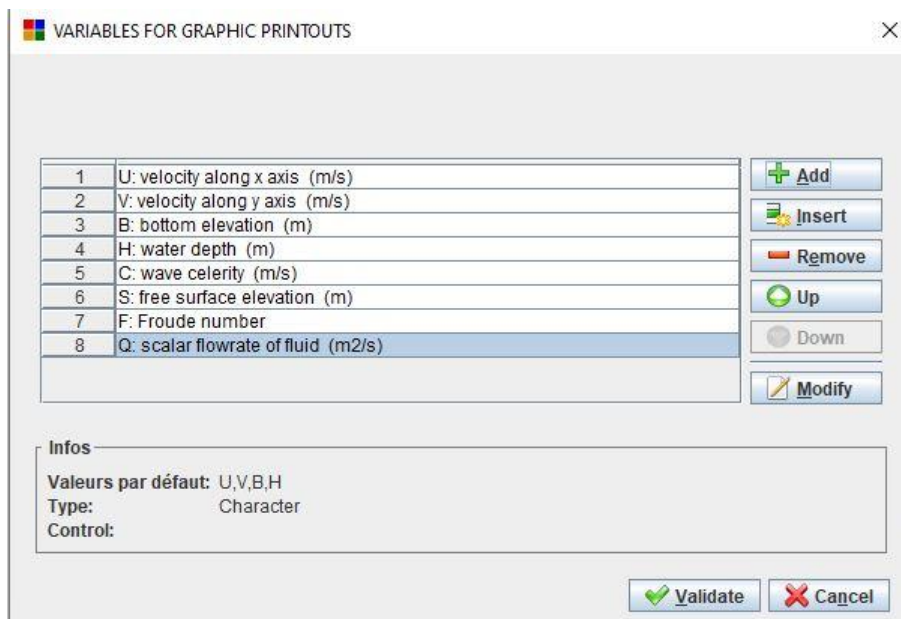 VARIABLES FOR GRAPHIC PRINTOUTS
1 U: velocity along x axis (m/s)
2 V: velocity along y axis (m/s)
3 B: bottom elevation (m)
4 H: water depth (m)
5 C: wave celerity (m/s)
6 S: free surface elevation (m)
7 F: Froude number
8 Q: scalar flowrate of fluid (m2/s)
Add
Insert
Remove
Up
Down
Modify
Infos
Valeurs par défaut: U,V,B,H
Type: Character
Control:
Validate Cancel